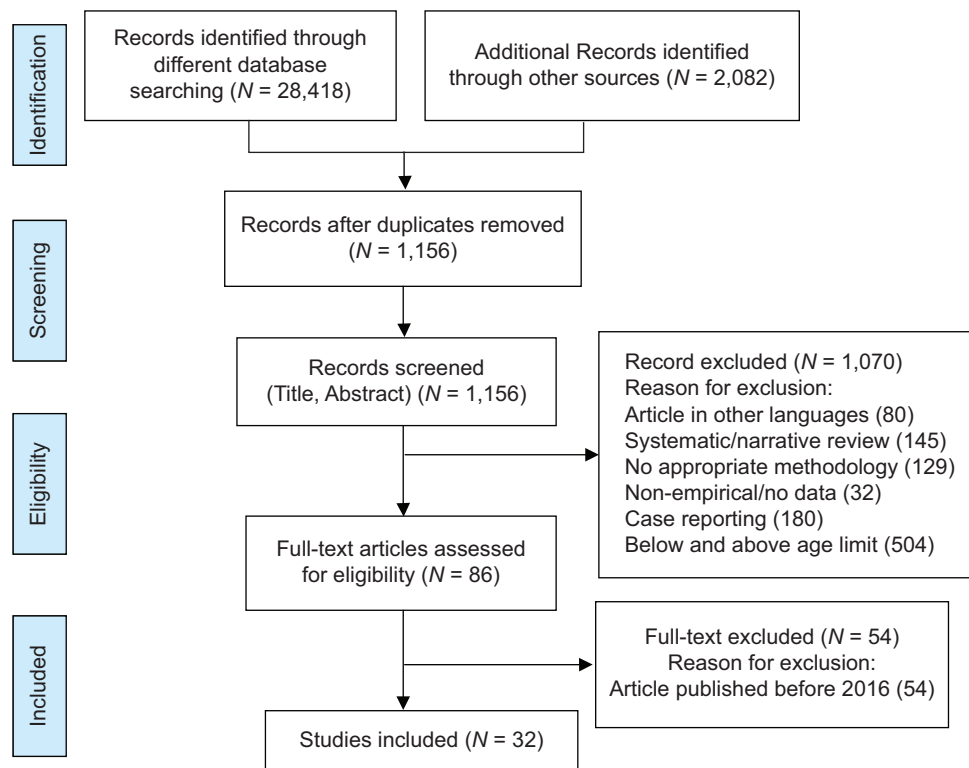 Identification
Records identified through
different database
searching (N = 28,418)
Additional Records identified
through other sources (N = 2,082)
Screening
Records after duplicates removed
(N = 1,156)
Records screened
(Title, Abstract) (N = 1,156)
Record excluded (N = 1,070)
Reason for exclusion:
Article in other languages (80)
Systematic/narrative review (145)
No appropriate methodology (129)
Non-empirical/no data (32)
Case reporting (180)
Below and above age limit (504)
Eligibility
Full-text articles assessed
for eligibility (N = 86)
Full-text excluded (N = 54)
Reason for exclusion:
Article published before 2016 (54)
Included
Studies included (N = 32)